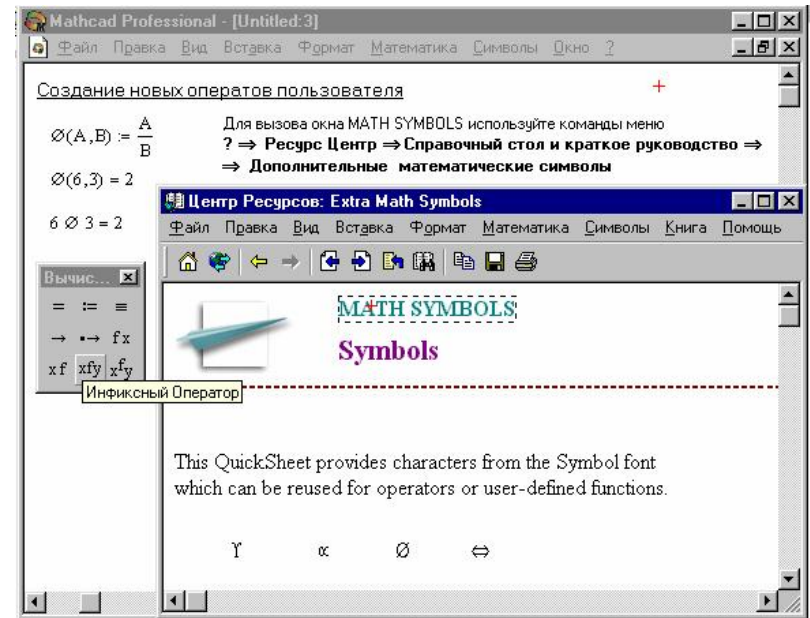 Mathcad Professional - [Untitled:3]
Файл Правка Вид Вставка Формат Математика Символы Окно ?
Создание новых оператов пользователя
Ø(A,B) := A
B
Для вызова окна MATH SYMBOLS используйте команды меню
? ⇒ Ресурс Центр ⇒ Справочный стол и краткое руководство ⇒
⇒ Дополнительные математические символы
Ø(6,3) = 2
6 Ø 3 = 2
Центр Ресурсов: Extra Math Symbols
Файл Правка Вид Вставка Формат Математика Символы Книга Помощь
Вычис...
= := ≡
→ ▪→ fx
xf xfy xfy
Инфиксный Оператор
MATH SYMBOLS
Symbols
This QuickSheet provides characters from the Symbol font
which can be reused for operators or user-defined functions.
ϒ ∝ Ø ⇔